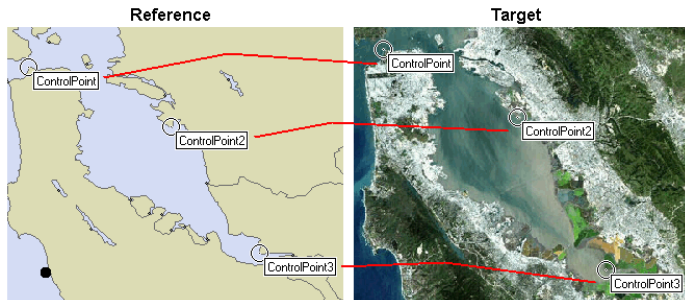 Reference
Target
ControlPoint
ControlPoint
ControlPoint2
ControlPoint2
ControlPoint3
ControlPoint3